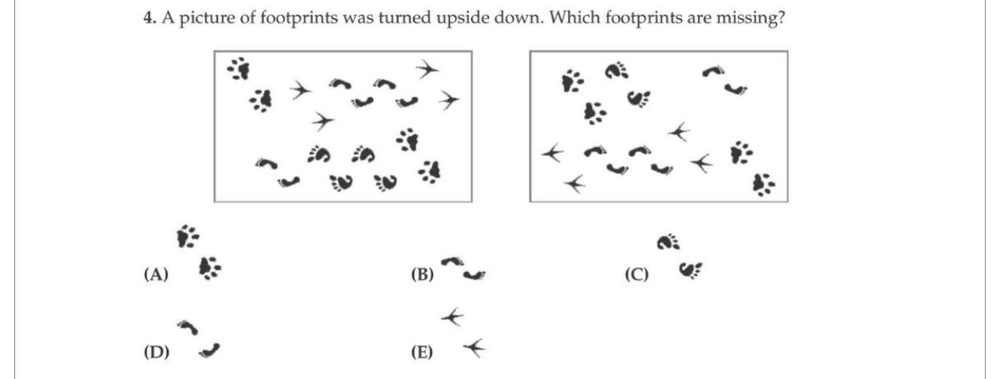 4. A picture of footprints was turned upside down. Which footprints are missing?
(A) (B) (C)
(D) (E)